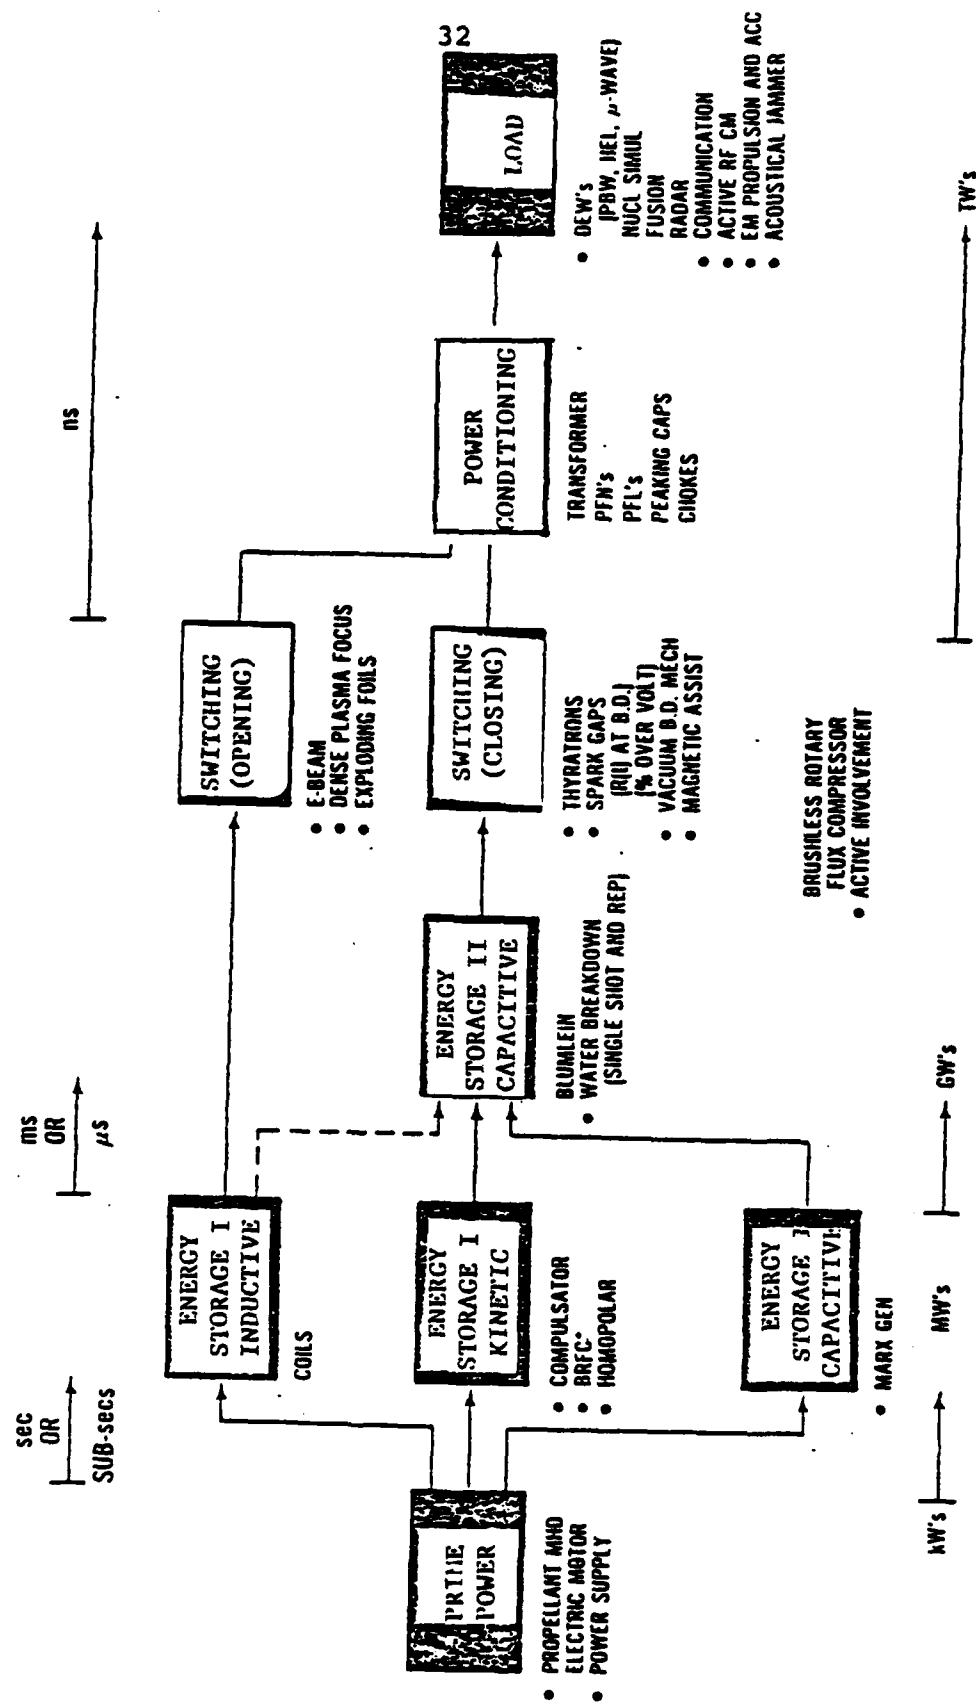 32
sec
OR
SUB-secs
ms
OR
μs
ns
PRIME
POWER
• PROPELLANT MHD
ELECTRIC MOTOR
• POWER SUPPLY
ENERGY
STORAGE I
INDUCTIVE
COILS
ENERGY
STORAGE I
KINETIC
• COMPULSATOR
• BRFC*
• HOMOPOLAR
ENERGY
STORAGE I
CAPACITIVE
• MARX GEN
ENERGY
STORAGE II
CAPACITIVE
BLUMLEIN
• WATER BREAKDOWN
(SINGLE SHOT AND REP)
SWITCHING
(OPENING)
• E-BEAM
• DENSE PLASMA FOCUS
• EXPLODING FOILS
SWITCHING
(CLOSING)
• THYRATRONS
• SPARK GAPS
(R(t) AT B.D.)
(% OVER VOLT)
• VACUUM B.D. MECH
• MAGNETIC ASSIST
POWER
CONDITIONING
TRANSFORMER
PFN's
PFL's
PEAKING CAPS
CHOKES
LOAD
• DEW's
(PBW, HEL, μ-WAVE)
NUCL SIMUL
FUSION
RADAR
• COMMUNICATION
• ACTIVE RF CM
• EM PROPULSION AND ACC
• ACOUSTICAL JAMMER
BRUSHLESS ROTARY
FLUX COMPRESSOR
• ACTIVE INVOLVEMENT
kW's
MW's
GW's
TW's